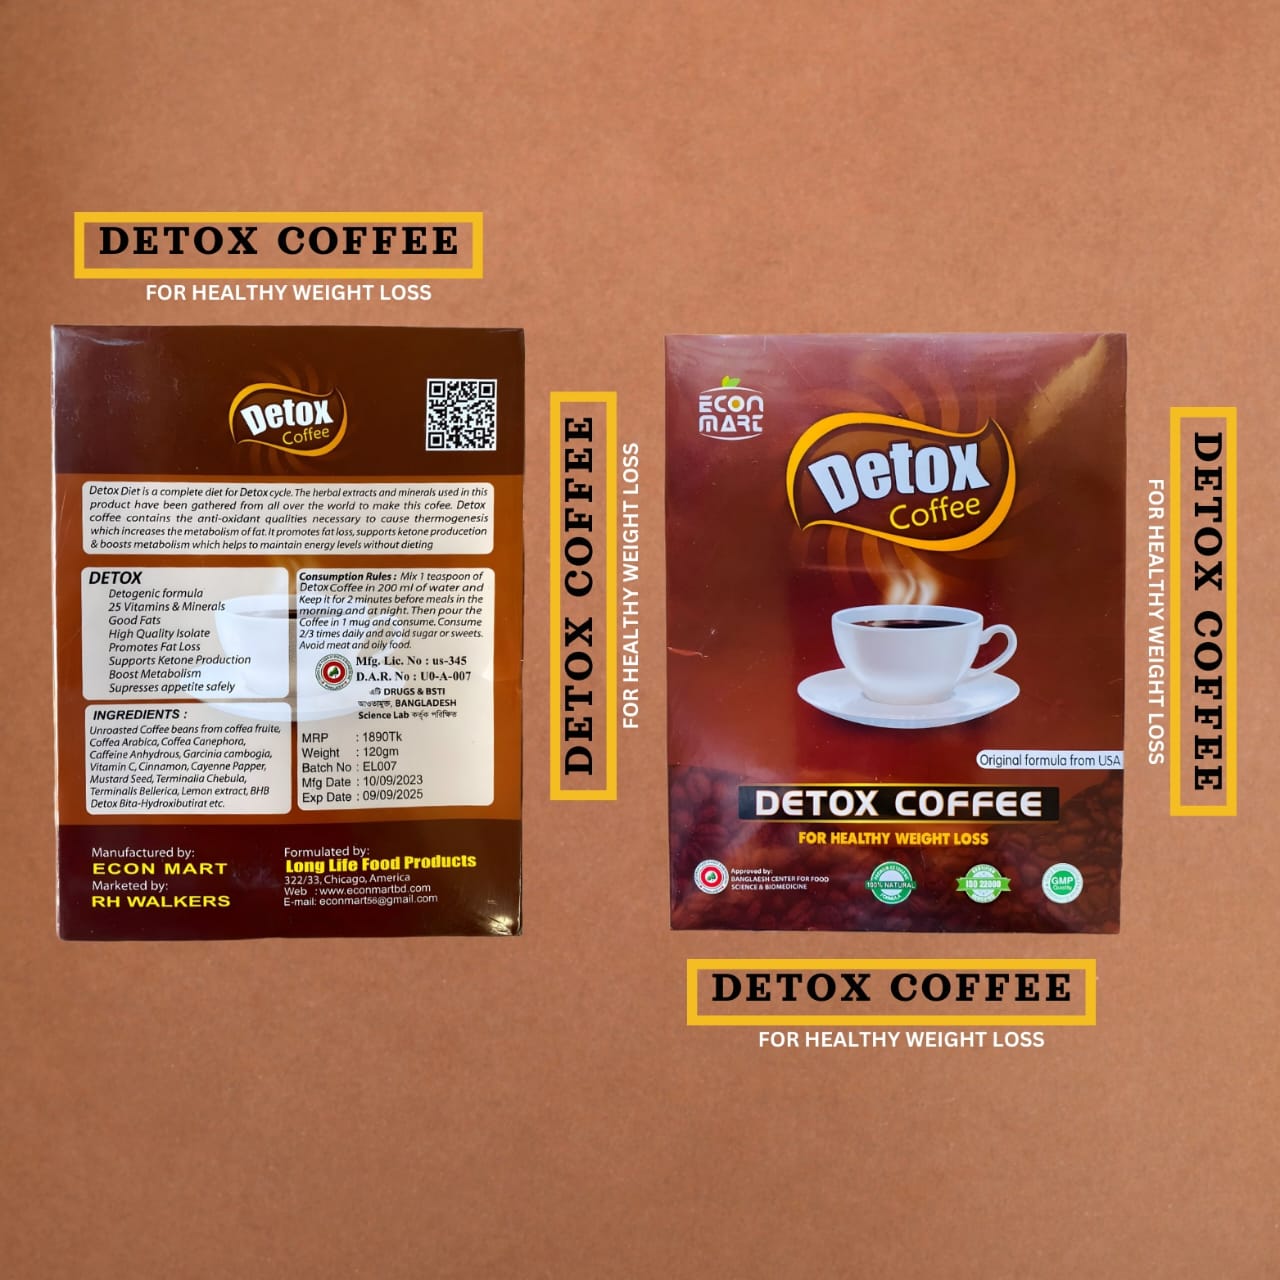 DETOX COFFEE
FOR HEALTHY WEIGHT LOSS
Detox
Coffee
Detox Diet is a complete diet for Detox cycle. The herbal extracts and minerals used in this
product have been gathered from all over the world to make this cofee. Detox
coffee contains the anti-oxidant qualities necessary to cause thermogenesis
which increases the metabolism of fat. It promotes fat loss, supports ketone producetion
& boosts metabolism which helps to maintain energy levels without dieting
DETOX
Detogenic formula
25 Vitamins & Minerals
Good Fats
High Quality Isolate
Promotes Fat Loss
Supports Ketone Production
Boost Metabolism
Supresses appetite safely
INGREDIENTS :
Unroasted Coffee beans from coffea fruite,
Coffea Arabica, Coffea Canephora,
Caffeine Anhydrous, Garcinia cambogia,
Vitamin C, Cinnamon, Cayenne Papper,
Mustard Seed, Terminalia Chebula,
Terminalls Bellerica, Lemon extract, BHB
Detox Bita-Hydroxibutirat etc.
Consumption Rules : Mix 1 teaspoon of
Detox Coffee in 200 ml of water and
Keep it for 2 minutes before meals in the
morning and at night. Then pour the
Coffee in 1 mug and consume. Consume
2/3 times daily and avoid sugar or sweets.
Avoid meat and oily food.
Mfg. Lic. No : us-345
D.A.R. No : U0-A-007
এটি DRUGS & BSTI
আওতামুক্ত, BANGLADESH
Science Lab কর্তৃক পরিক্ষিত
MRP : 1890Tk
Weight : 120gm
Batch No : EL007
Mfg Date : 10/09/2023
Exp Date : 09/09/2025
Manufactured by:
ECON MART
Marketed by:
RH WALKERS
Formulated by:
Long Life Food Products
322/33, Chicago, America
Web : www.econmartbd.com
E-mail: econmart56@gmail.com
DETOX COFFEE
FOR HEALTHY WEIGHT LOSS
ECON
MART
Detox
Coffee
Original formula from USA
DETOX COFFEE
FOR HEALTHY WEIGHT LOSS
Approved by:
BANGLAESH CENTER FOR FOOD
SCIENCE & BIOMEDICINE
100% NATURAL
FORMULA
CERTIFIED
ISO 22000
GMP
Quality
DETOX COFFEE
FOR HEALTHY WEIGHT LOSS
DETOX COFFEE
FOR HEALTHY WEIGHT LOSS